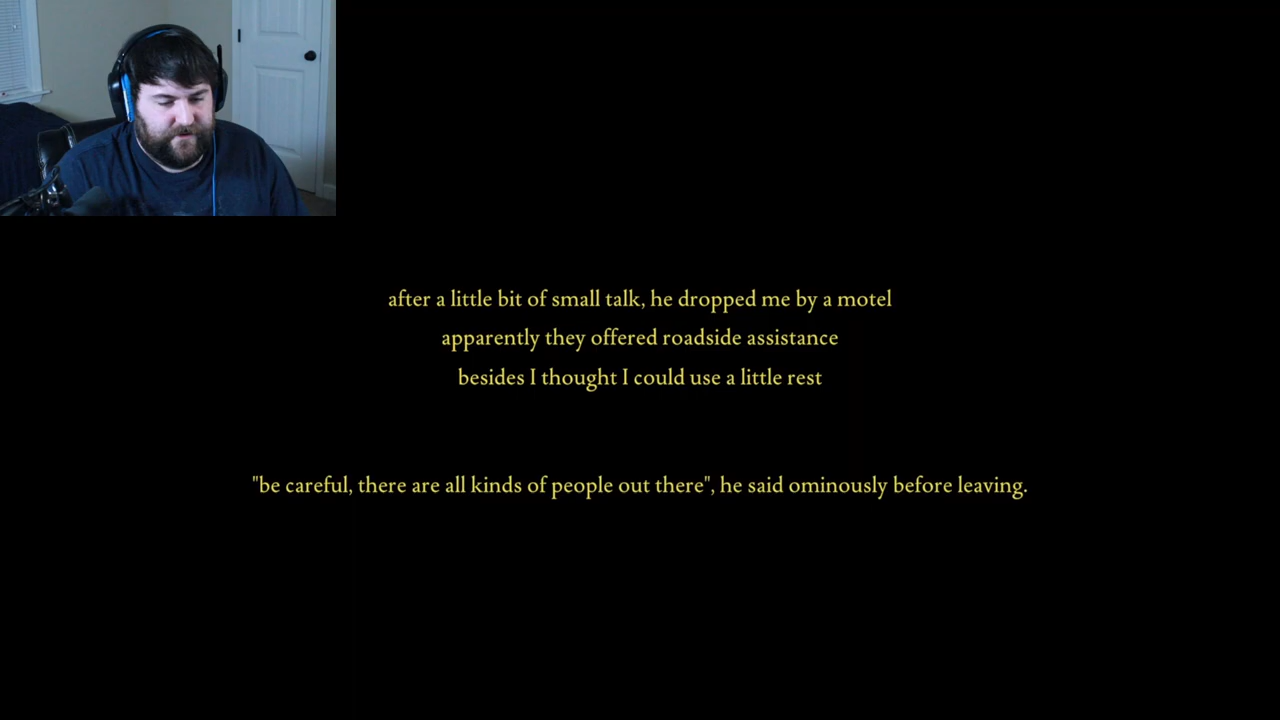 after a little bit of small talk, he dropped me by a motel
apparently they offered roadside assistance
besides I thought I could use a little rest
"be careful, there are all kinds of people out there", he said ominously before leaving.